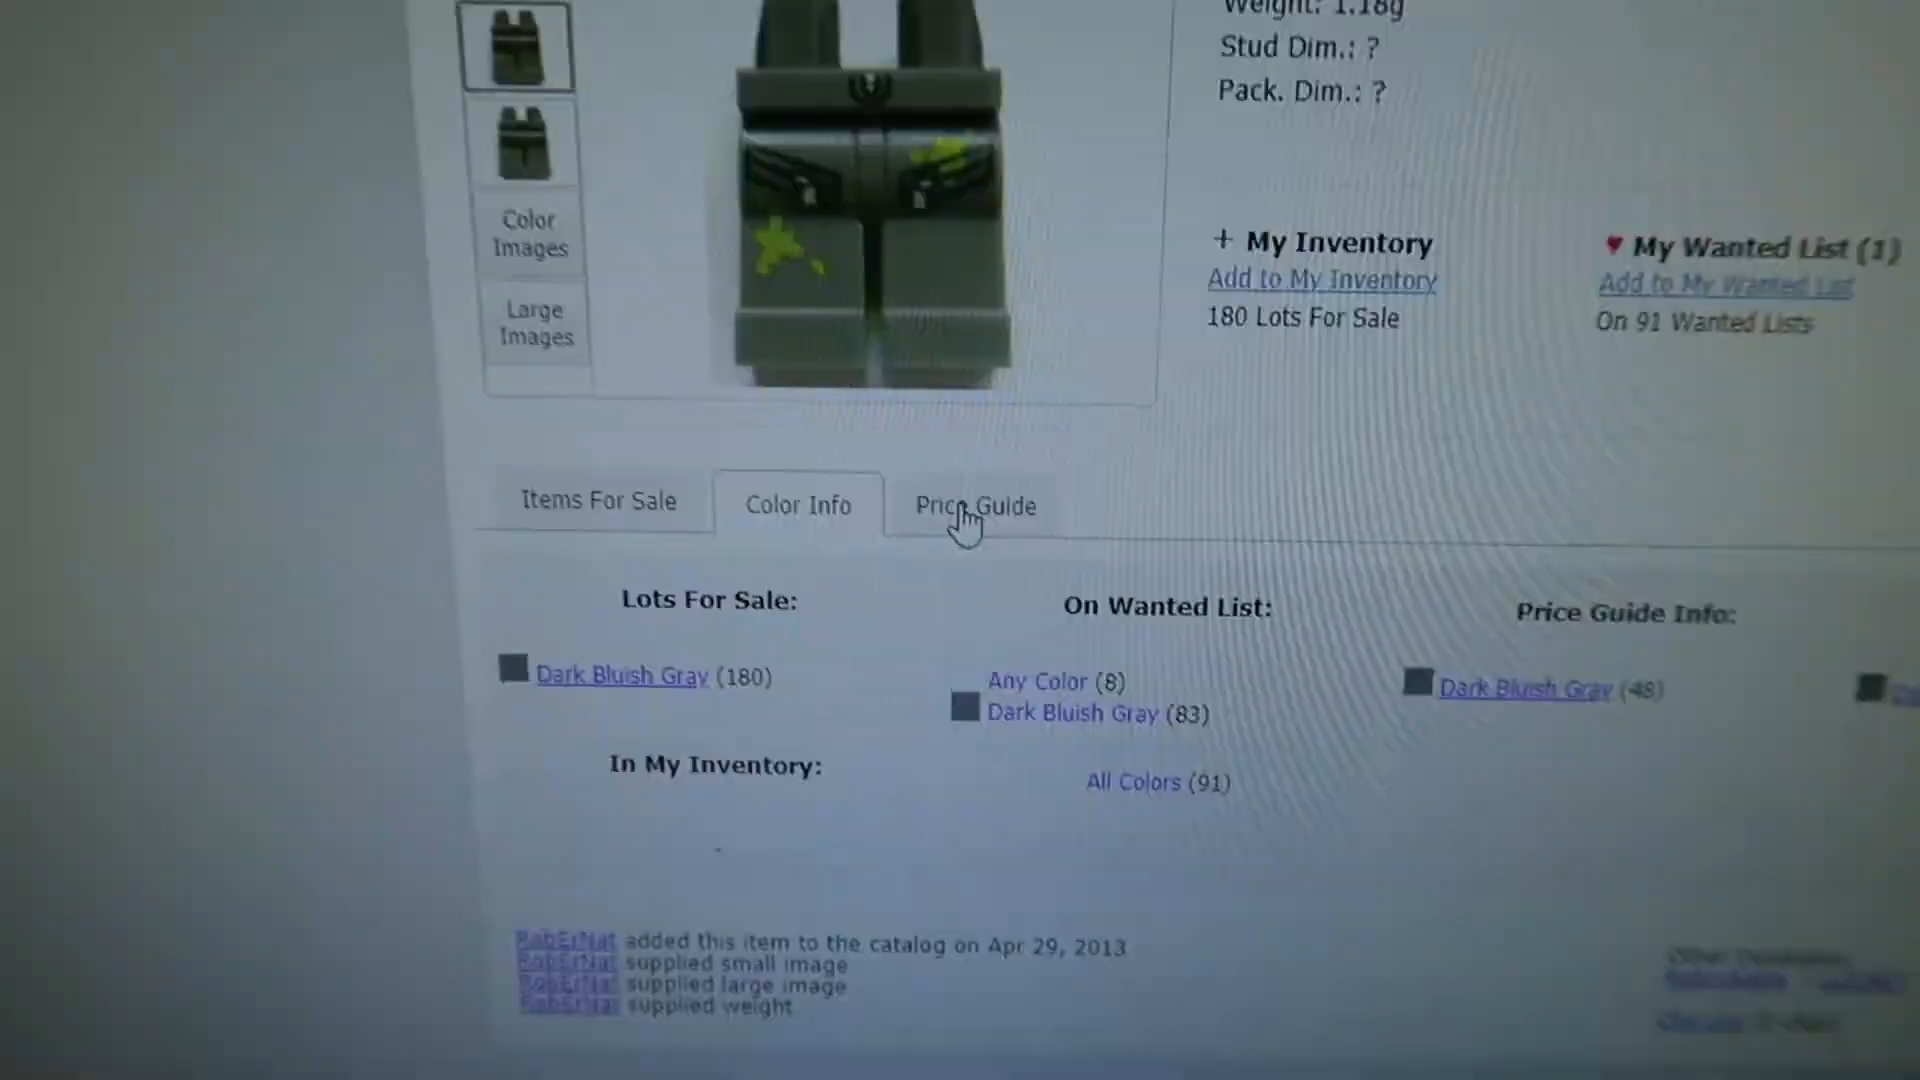 Weight: 1.18g
Stud Dim.: ?
Pack. Dim.: ?
Color
Images
Large
Images
+ My Inventory
Add to My Inventory
180 Lots For Sale
♥ My Wanted List (1)
Add to My Wanted List
On 91 Wanted Lists
Items For Sale
Color Info
Price Guide
Lots For Sale:
Dark Bluish Gray (180)
On Wanted List:
Any Color (8)
Dark Bluish Gray (83)
All Colors (91)
Price Guide Info:
Dark Bluish Gray (48)
In My Inventory:
RobErNat added this item to the catalog on Apr 29, 2013
RobErNat supplied small image
RobErNat supplied large image
RobErNat supplied weight